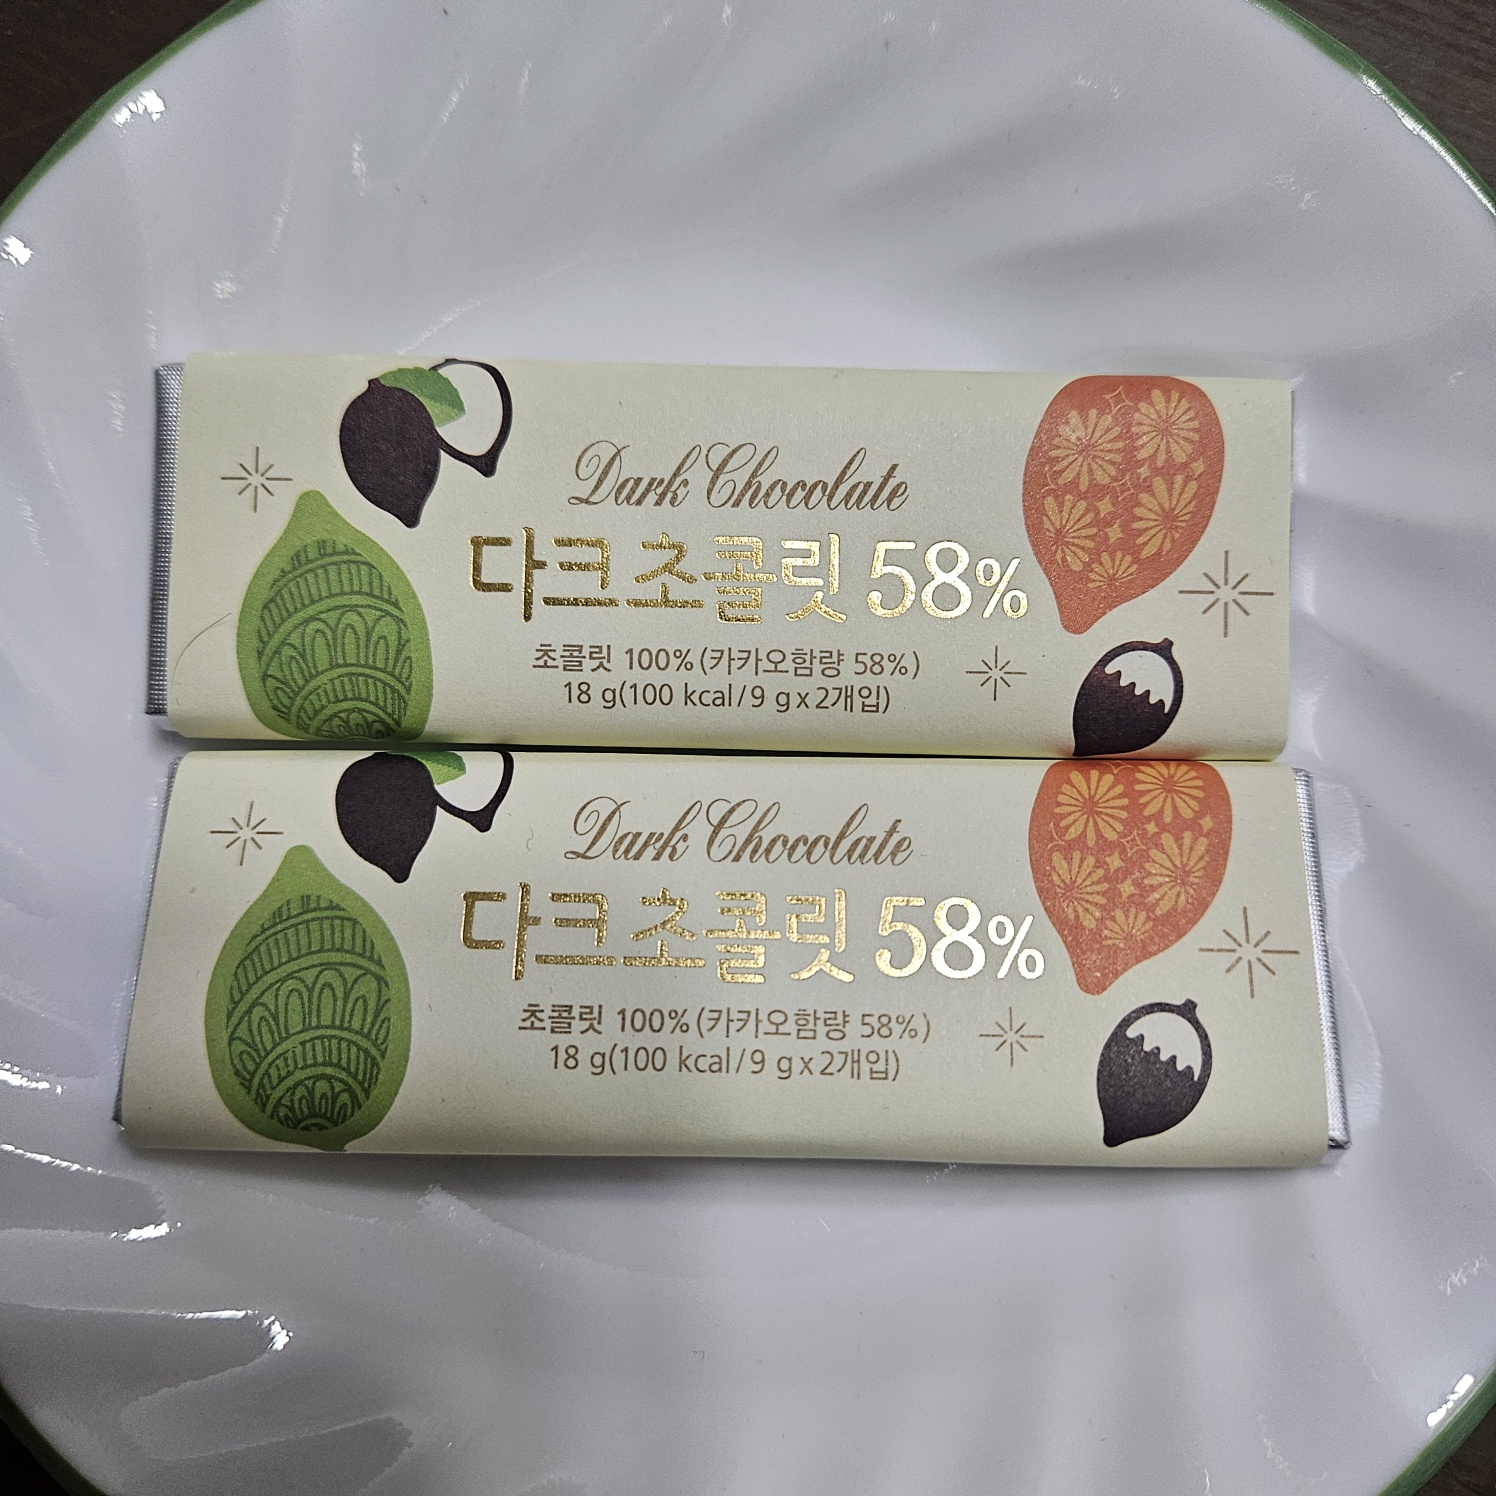 Dark Chocolate
다크 초콜릿 58%
초콜릿 100% (카카오함량 58%)
18 g(100 kcal/9 g x 2개입)
Dark Chocolate
다크 초콜릿 58%
초콜릿 100% (카카오함량 58%)
18 g(100 kcal/9 g x 2개입)